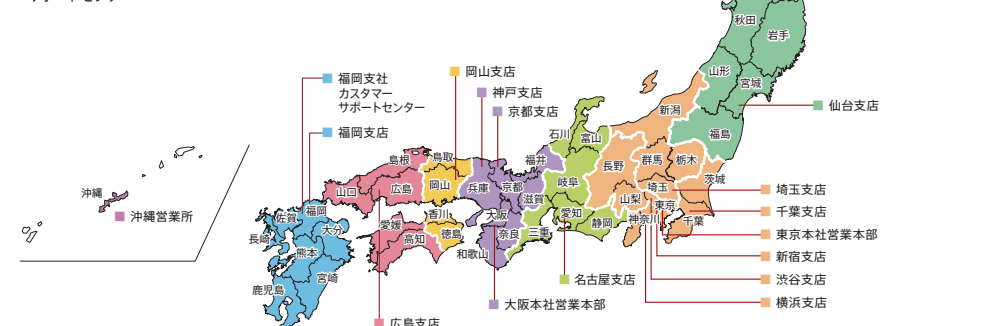 秋田
岩手
山形
宮城
仙台支店
福島
新潟
福岡支社
カスタマー
サポートセンター
福岡支店
岡山支店
神戸支店
京都支店
石川
富山
福井
長野
群馬
栃木
茨城
埼玉
東京
山梨
神奈川
千葉
埼玉支店
千葉支店
東京本社営業本部
新宿支店
渋谷支店
横浜支店
岐阜
愛知
静岡
三重
名古屋支店
島根
鳥取
岡山
広島
山口
兵庫
京都
滋賀
大阪
奈良
和歌山
大阪本社営業本部
香川
徳島
愛媛
高知
広島支店
福岡
佐賀
長崎
大分
熊本
宮崎
鹿児島
沖縄
沖縄営業所